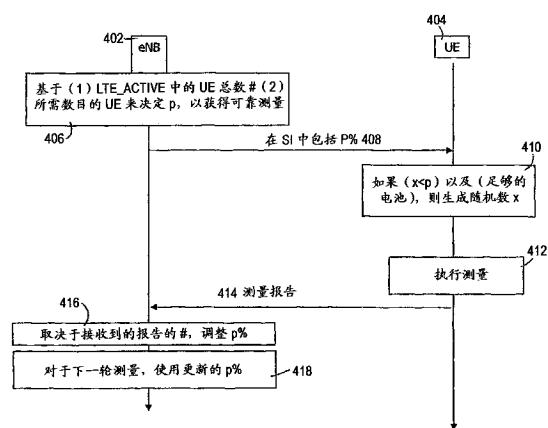 402
eNB
404
UE
基于（1）LTE_ACTIVE 中的 UE 总数 #（2）
所需数目的 UE 来决定 p，以获得可靠测量
406
在 SI 中包括 P% 408
410
如果（x<p）以及（足够的
电池），则生成随机数 x
412
执行测量
414 测量报告
416
取决于接收到的报告的 #，调整 p%
对于下一轮测量，使用更新的 p%
418